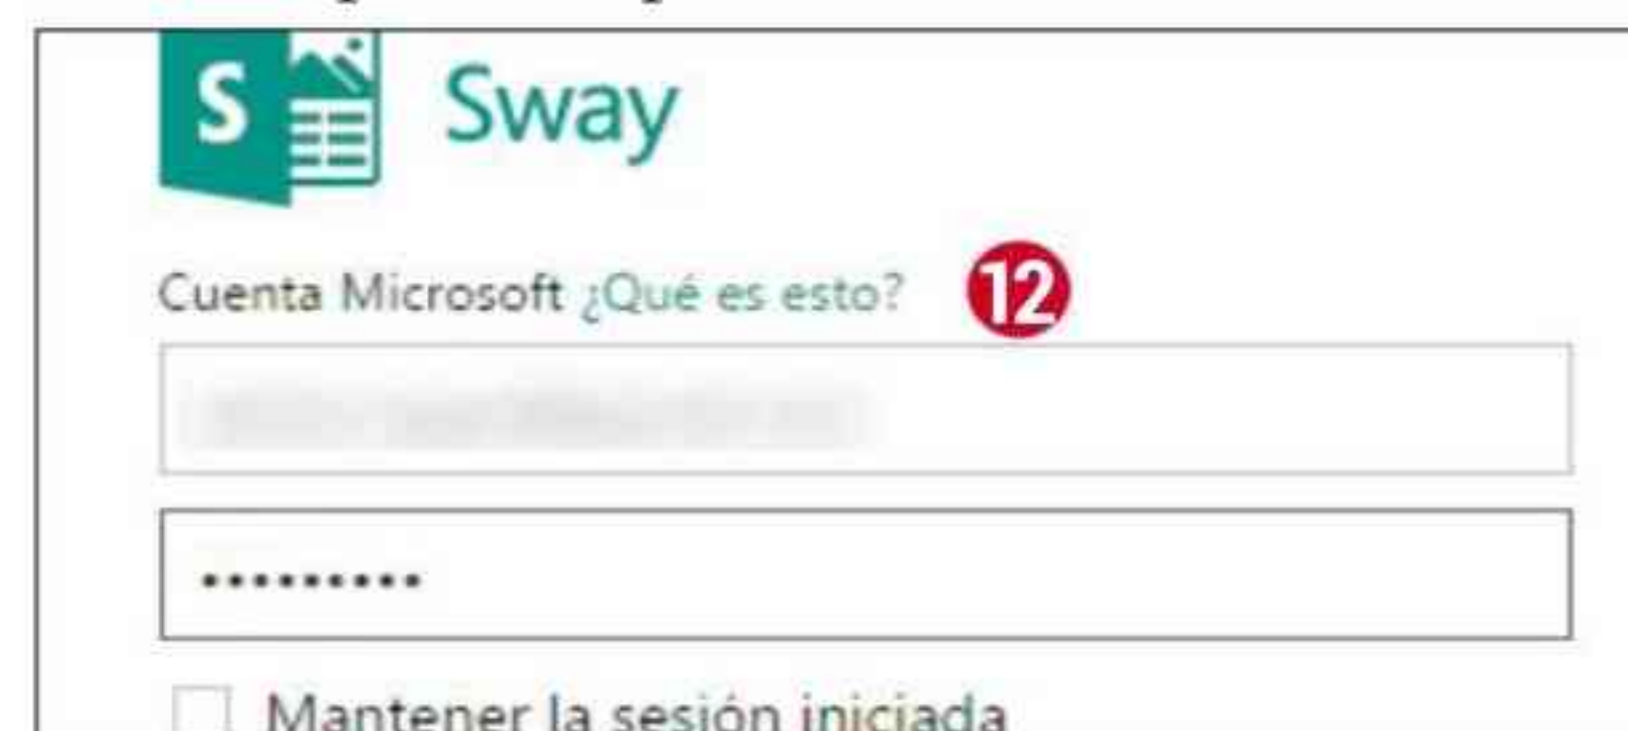 S Sway
Cuenta Microsoft ¿Qué es esto? 12
•••••••••
Mantener la sesión iniciada